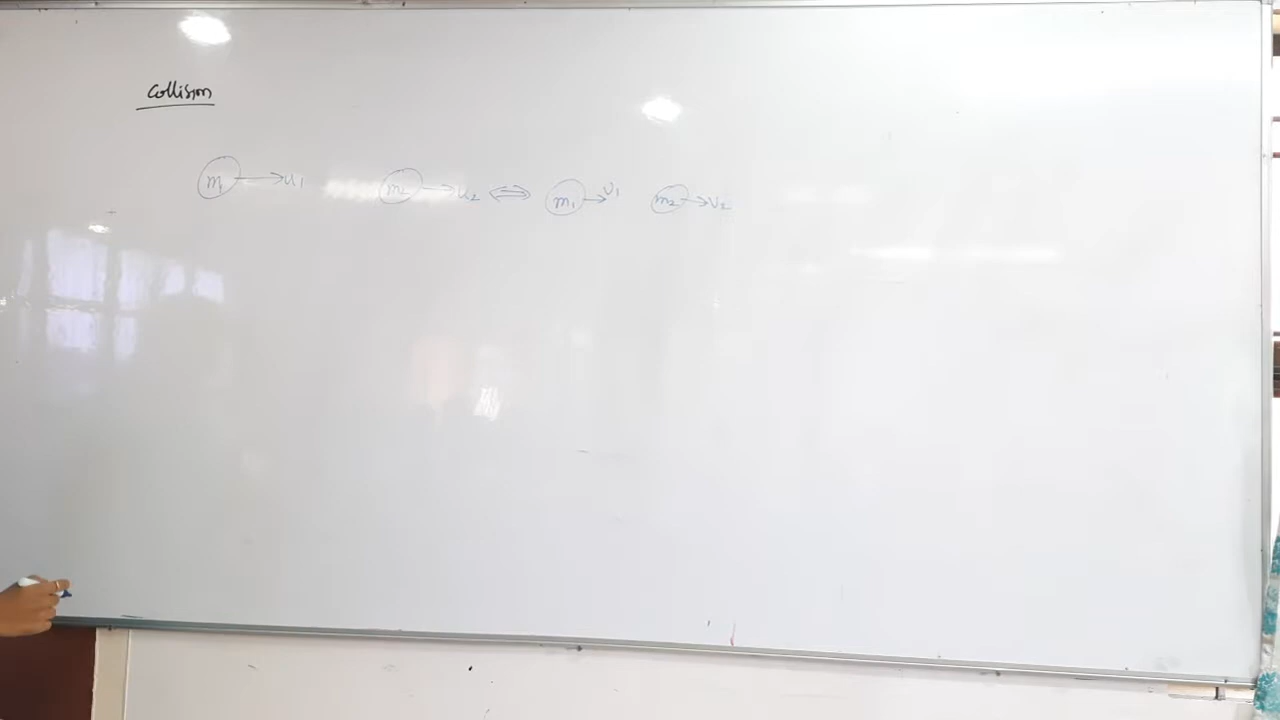 Collision
m₁ → u₁ m₂ → u₂ ⇔ m₁ → v₁ m₂ → v₂